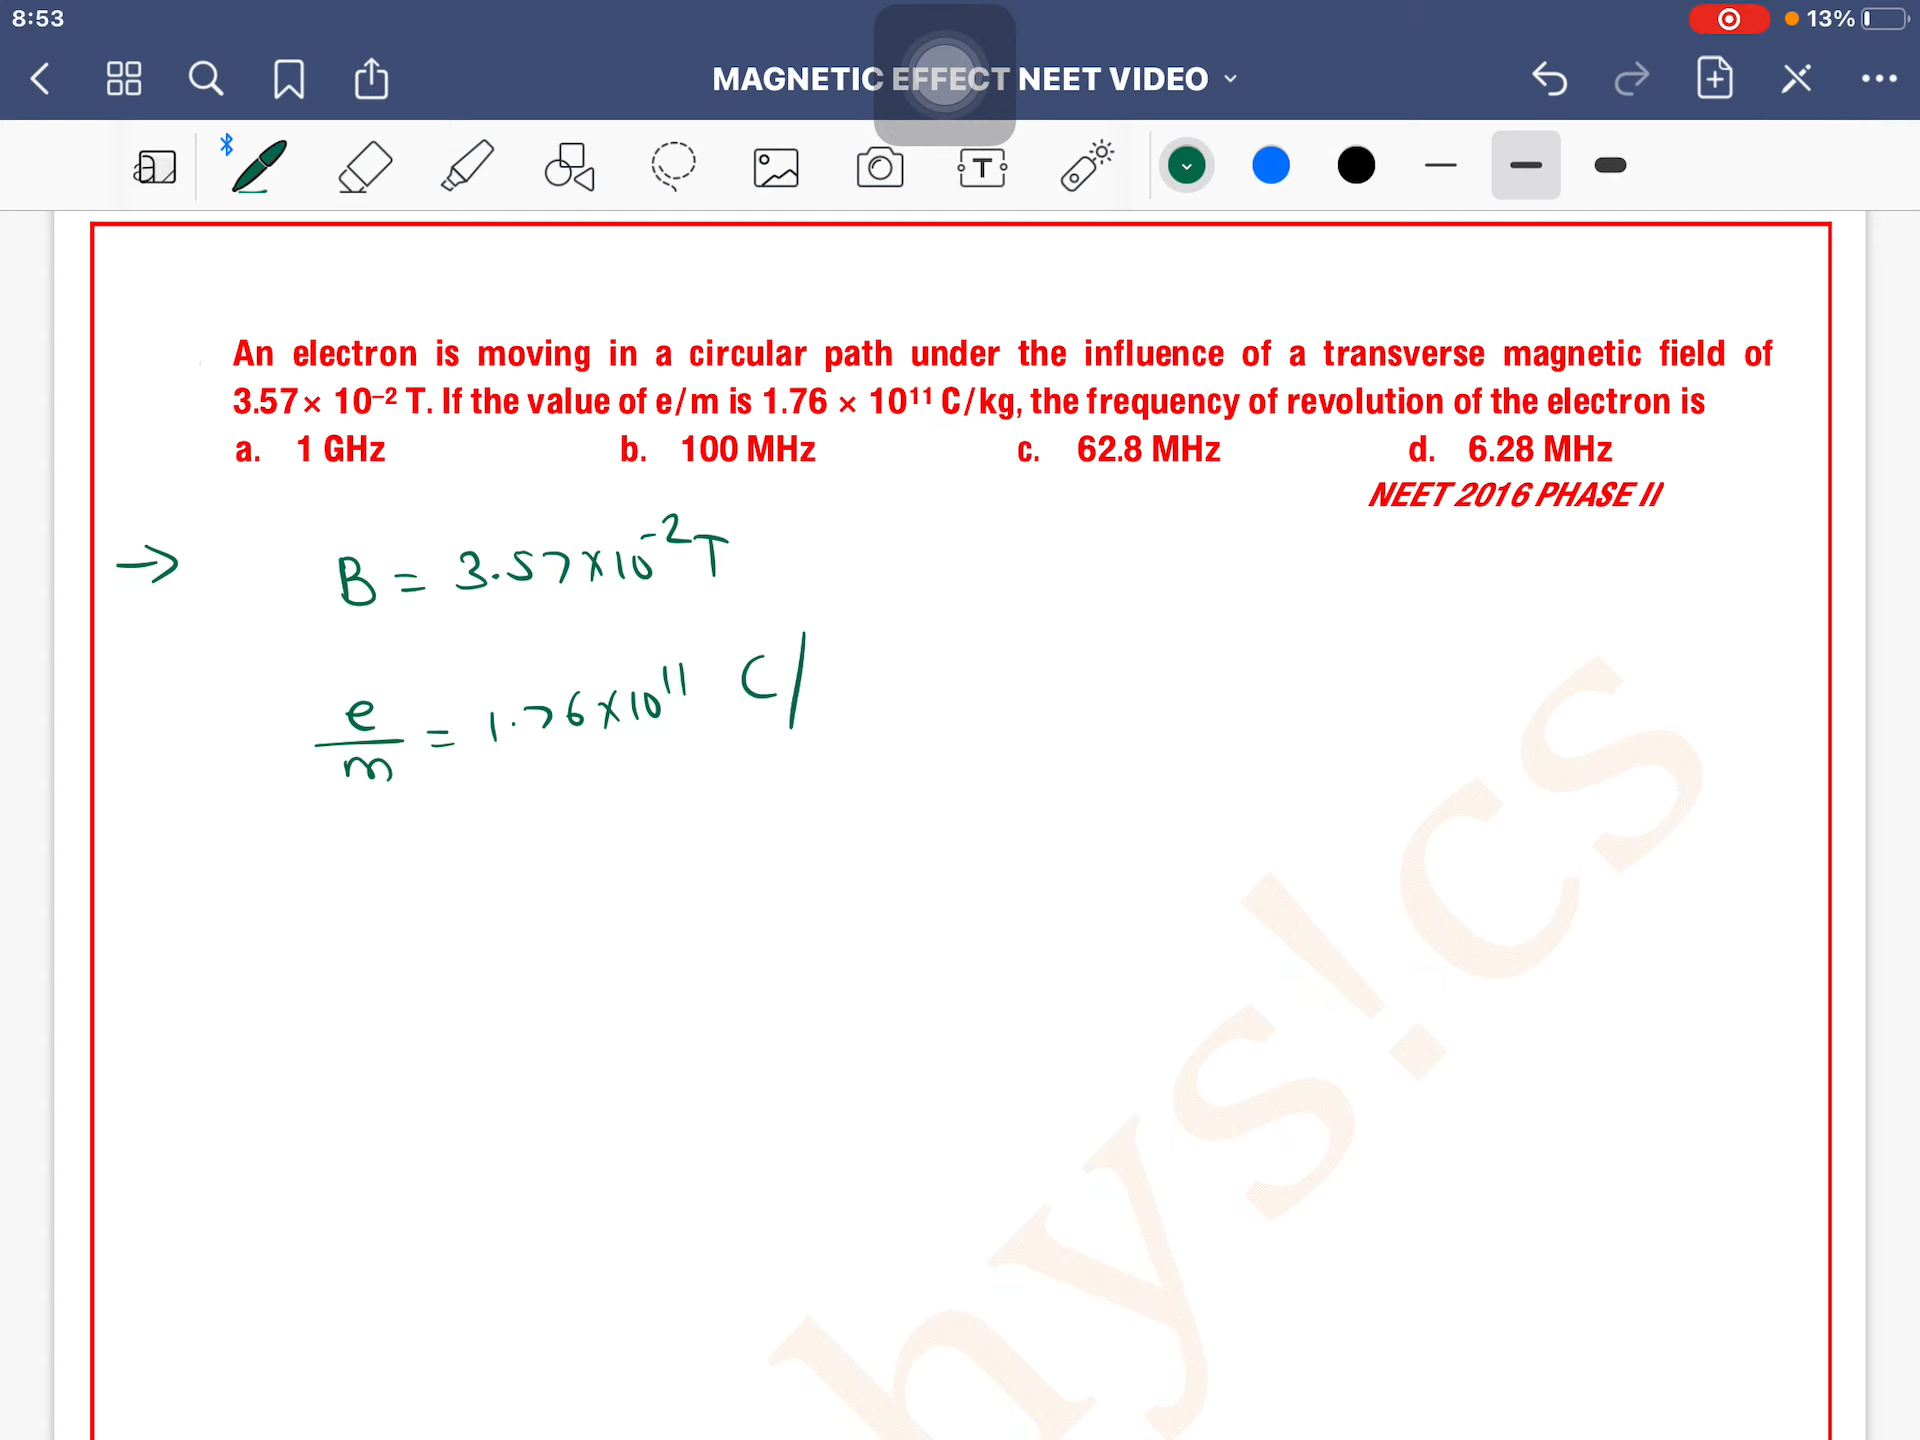 8:53
13%
MAGNETIC EFFECT NEET VIDEO
a
T
An electron is moving in a circular path under the influence of a transverse magnetic field of
3.57× 10⁻² T. If the value of e/m is 1.76 × 10¹¹ C/kg, the frequency of revolution of the electron is
a. 1 GHz b. 100 MHz c. 62.8 MHz d. 6.28 MHz
NEET 2016 PHASE II
→ B = 3.57×10⁻² T
e/m = 1.76×10¹¹ C/
hys!cs